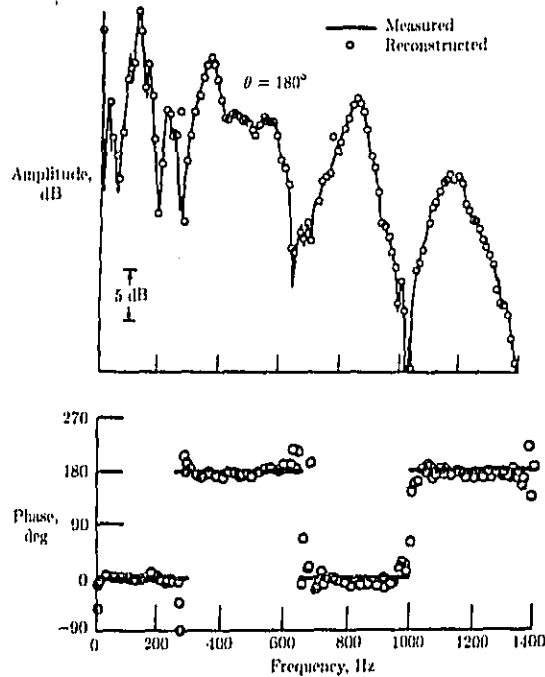 Measured
Reconstructed
θ = 180°
Amplitude,
dB
5 dB
270
180
Phase,
deg
90
0
-90
0 200 400 600 800 1000 1200 1400
Frequency, Hz